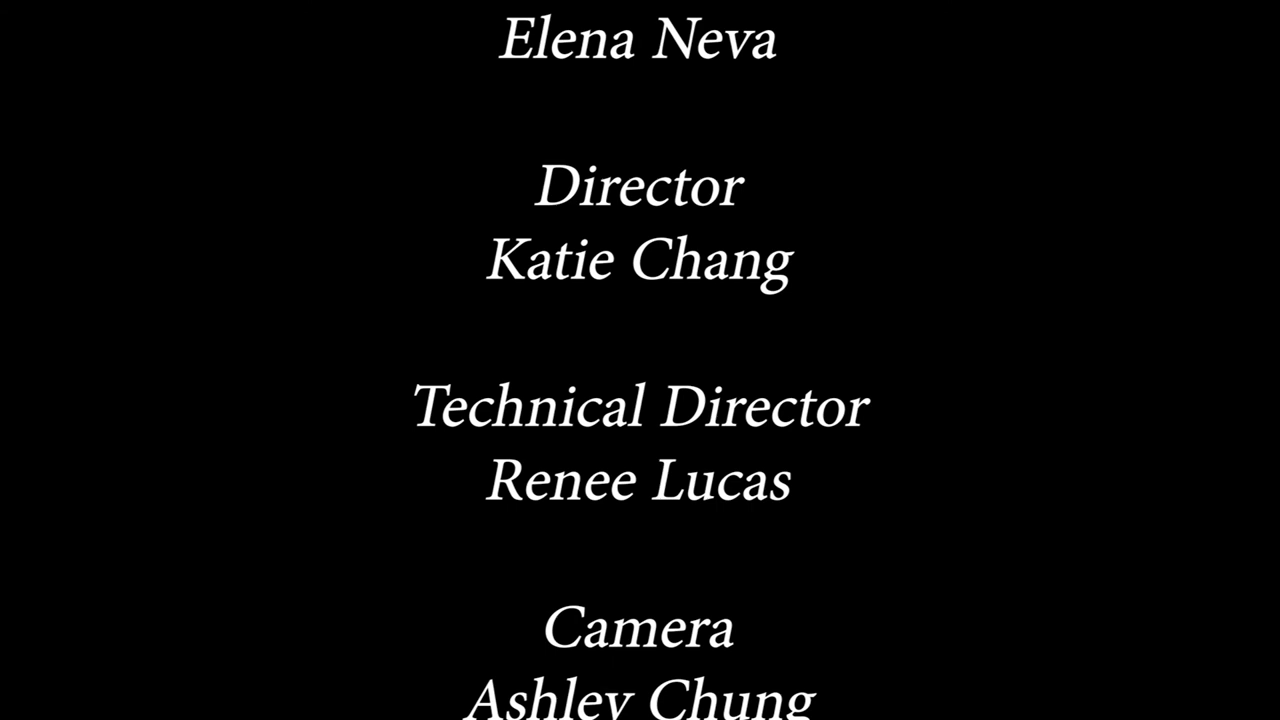 Elena Neva
Director
Katie Chang
Technical Director
Renee Lucas
Camera
Ashley Chung